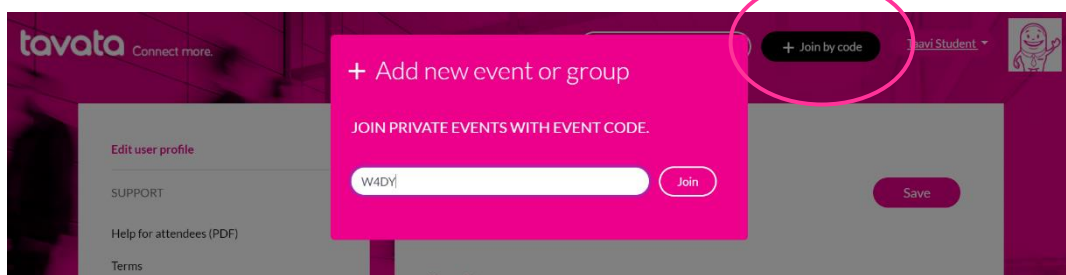 tavata Connect more.
+ Join by code
Taavi Student
+ Add new event or group
JOIN PRIVATE EVENTS WITH EVENT CODE.
W4DY
Join
Edit user profile
SUPPORT
Save
Help for attendees (PDF)
Terms